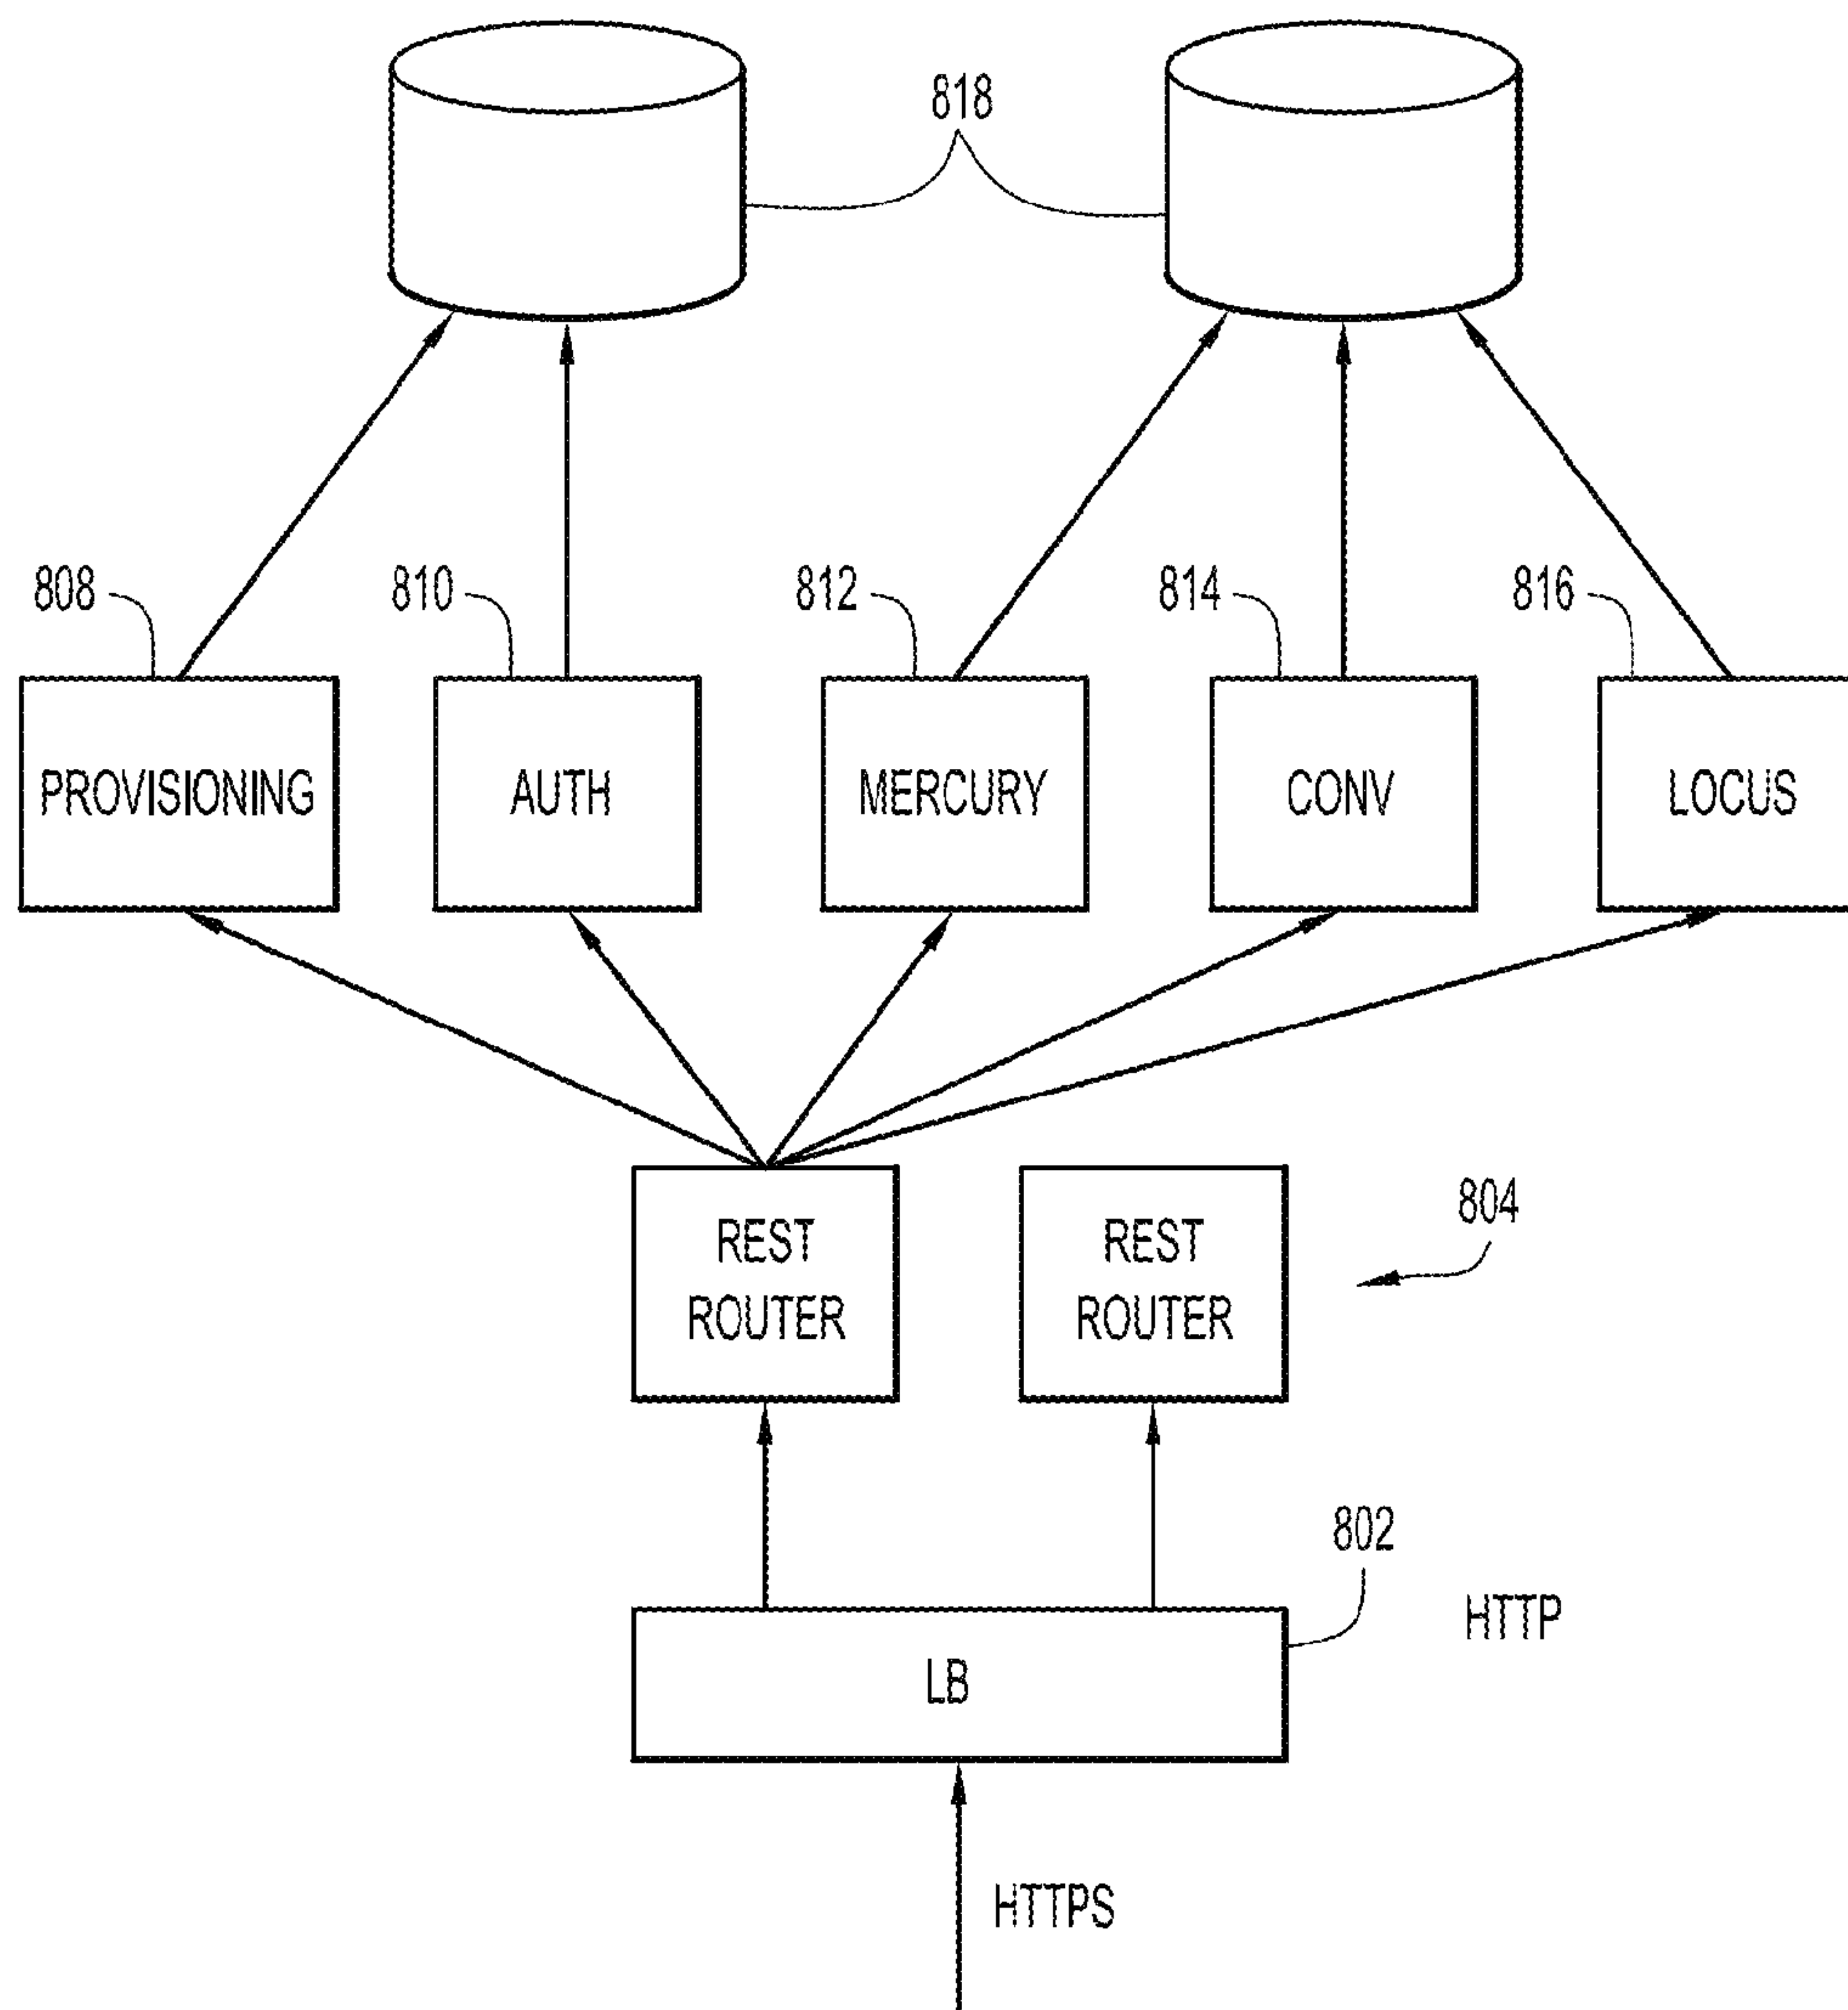 818
808
810
812
814
816
PROVISIONING
AUTH
MERCURY
CONV
LOCUS
REST
ROUTER
REST
ROUTER
804
802
HTTP
LB
HTTPS